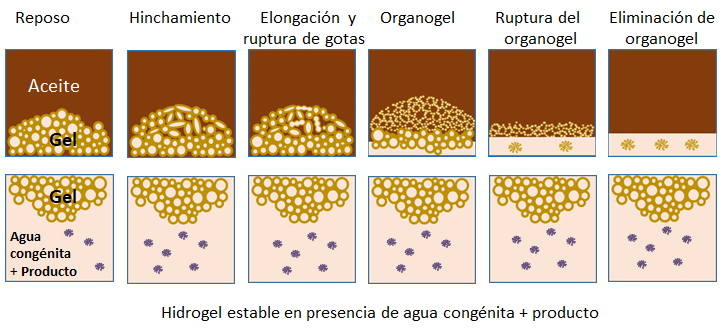 Reposo
Hinchamiento
Elongación y
ruptura de gotas
Organogel
Ruptura del
organogel
Eliminación de
organogel
Aceite
Gel
Gel
Agua
congénita
+ Producto
Hidrogel estable en presencia de agua congénita + producto